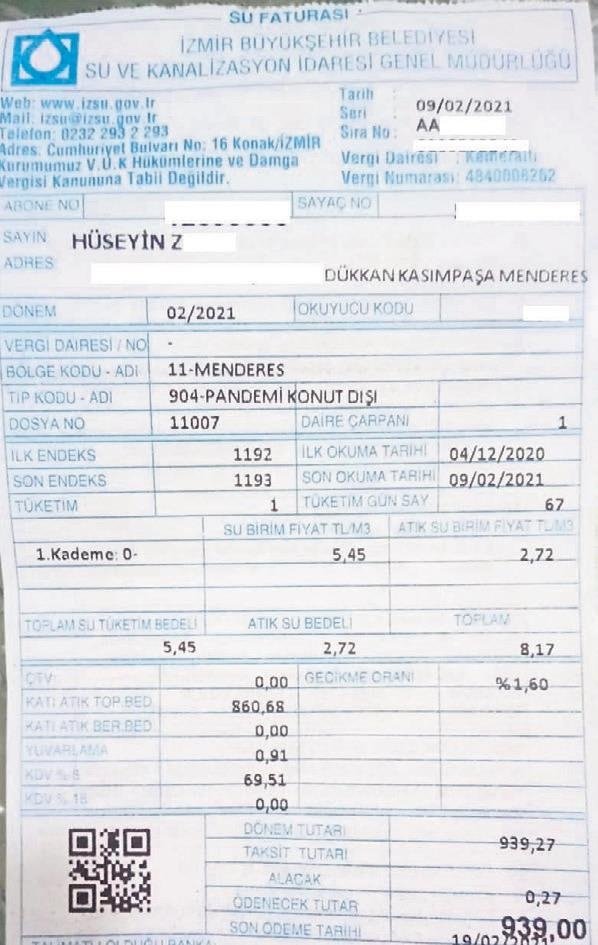 SU FATURASI
İZMİR BÜYÜKŞEHİR BELEDİYESİ
SU VE KANALİZASYON İDARESİ GENEL MÜDÜRLÜĞÜ
Web: www.izsu.gov.tr
Mail: izsu@izsu.gov.tr
Telefon: 0232 293 2 293
Adres: Cumhuriyet Bulvarı No: 16 Konak/İZMİR
Kurumumuz V.U.K Hükümlerine ve Damga
Vergisi Kanununa Tabii Değildir.
Tarih : 09/02/2021
Seri : AA
Sıra No :
Vergi Dairesi : Kemeraltı
Vergi Numarası: 4840008262
ABONE NO SAYAÇ NO
SAYIN HÜSEYİN Z
ADRES
DÜKKAN KASIMPAŞA MENDERES
DÖNEM 02/2021 OKUYUCU KODU
VERGİ DAİRESİ / NO -
BÖLGE KODU - ADI 11-MENDERES
TİP KODU - ADI 904-PANDEMİ KONUT DIŞI
DOSYA NO 11007 DAİRE ÇARPANI 1
İLK ENDEKS 1192 İLK OKUMA TARİHİ 04/12/2020
SON ENDEKS 1193 SON OKUMA TARİHİ 09/02/2021
TÜKETİM 1 TÜKETİM GÜN SAY 67
SU BİRİM FİYAT TL/M3 ATIK SU BİRİM FİYAT TL/M3
1.Kademe: 0- 5,45 2,72
TOPLAM SU TÜKETİM BEDELİ ATIK SU BEDELİ TOPLAM
5,45 2,72 8,17
ÇTV: 0,00 GECİKME ORANI %1,60
KATI ATIK TOP.BED. 860,68
KATI ATIK BER.BED 0,00
YUVARLAMA 0,91
KDV % 8 69,51
KDV % 18 0,00
DÖNEM TUTARI 939,27
TAKSİT TUTARI
ALACAK 0,27
ÖDENECEK TUTAR 939,00
SON ÖDEME TARİHİ 19/02/